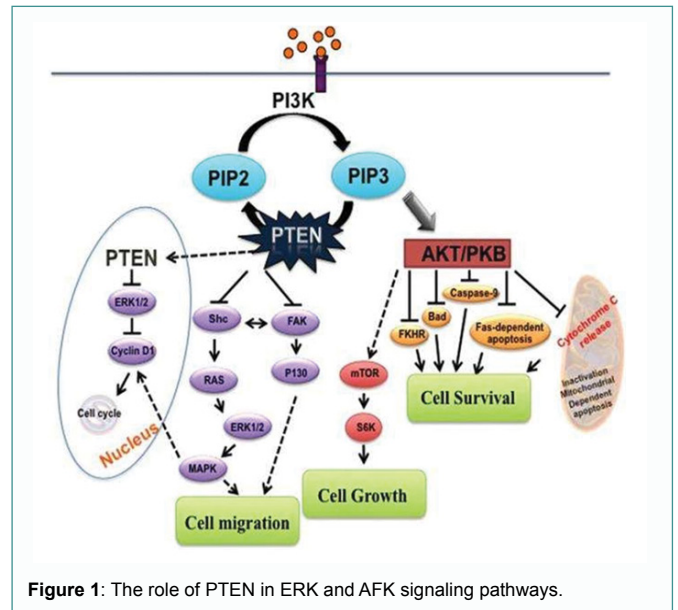 PI3K
PIP2
PIP3
PTEN
PTEN
AKT/PKB
ERK1/2
Cyclin D1
Cell cycle
Nucleus
Shc
FAK
RAS
P130
ERK1/2
MAPK
Cell migration
mTOR
S6K
Cell Growth
FKHR
Bad
Caspase-9
Fas-dependent
apoptosis
Cell Survival
Cytochrome C
release
Inactivation
Mitochondrial
Dependent
apoptosis
Figure 1: The role of PTEN in ERK and AFK signaling pathways.